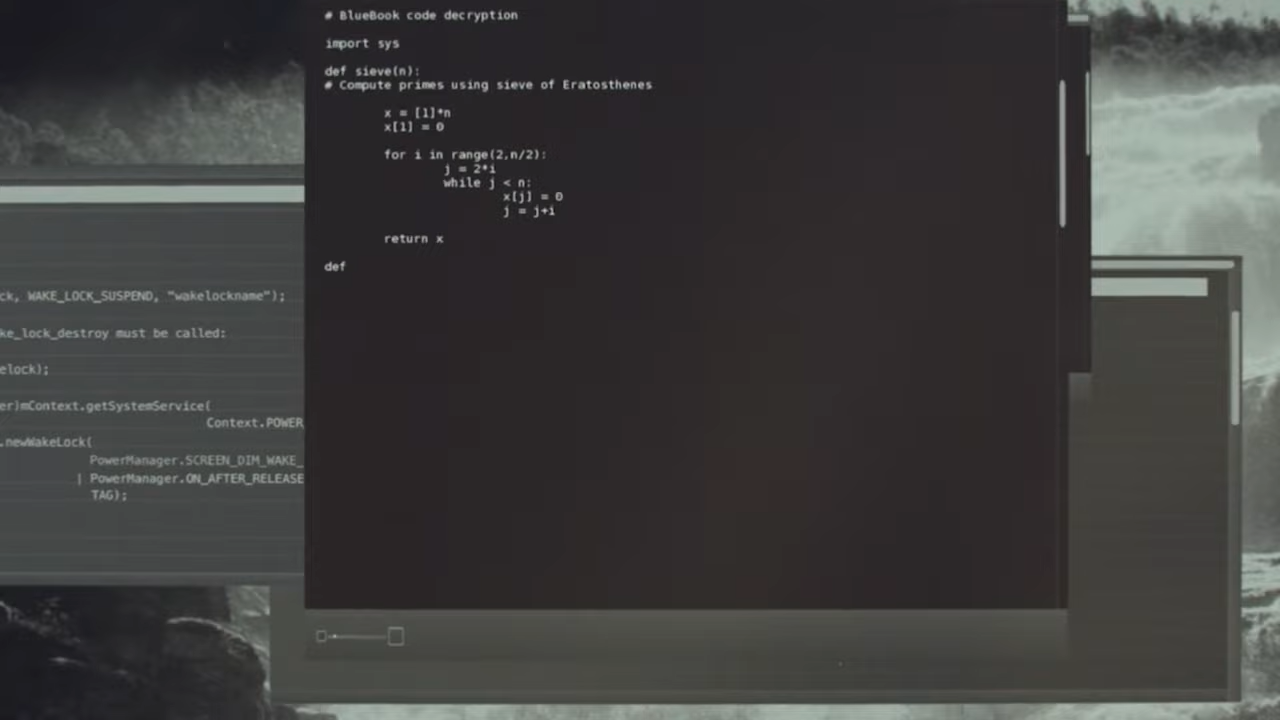 # BlueBook code decryption
import sys
def sieve(n):
# Compute primes using sieve of Eratosthenes
x = [1]*n
x[1] = 0
for i in range(2,n/2):
j = 2*i
while j < n:
x[j] = 0
j = j+i
return x
def
ck, WAKE_LOCK_SUSPEND, "wakelockname");
ke_lock_destroy must be called:
elock);
er)mContext.getSystemService(
Context.POWER
.newWakeLock(
PowerManager.SCREEN_DIM_WAKE_
| PowerManager.ON_AFTER_RELEASE
TAG);